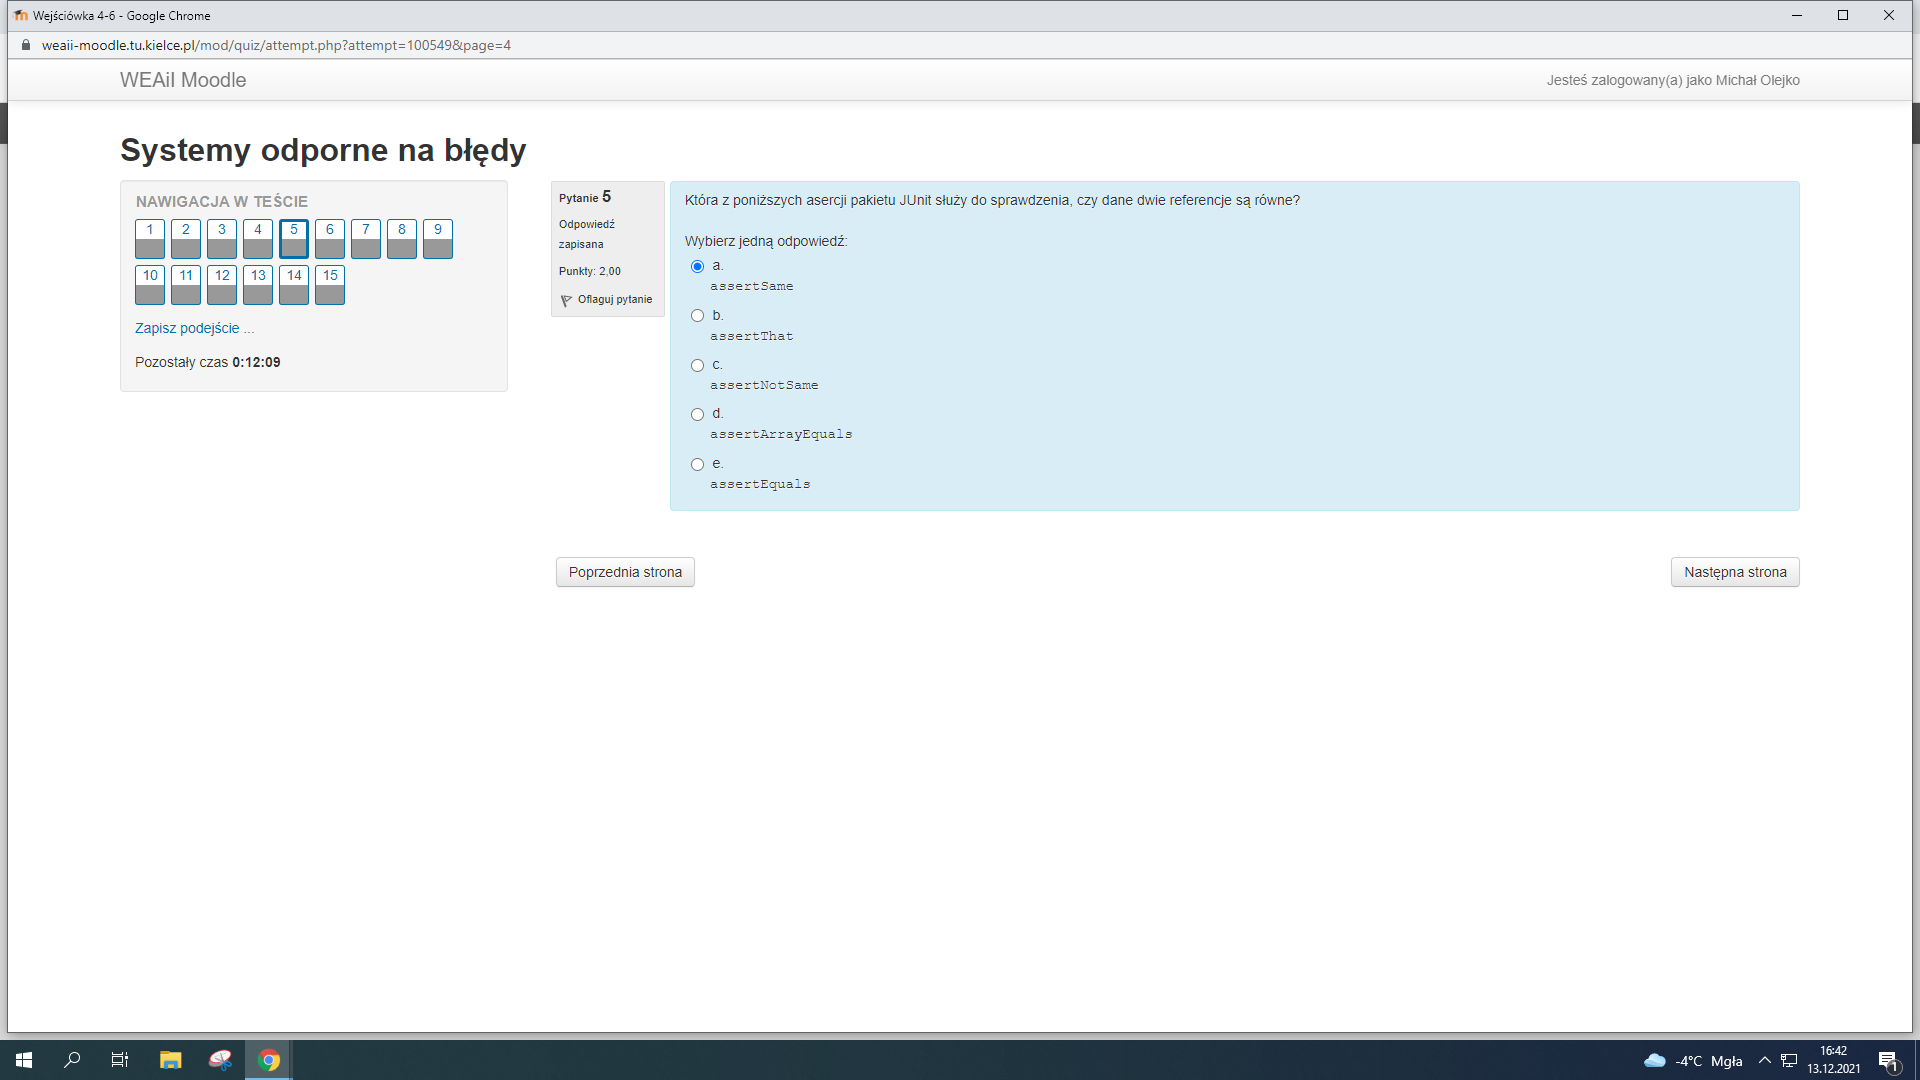 Wejściówka 4-6 - Google Chrome
weaii-moodle.tu.kielce.pl/mod/quiz/attempt.php?attempt=100549&page=4
WEAiI Moodle
Jesteś zalogowany(a) jako Michał Olejko
Systemy odporne na błędy
NAWIGACJA W TEŚCIE
1 2 3 4 5 6 7 8 9
10 11 12 13 14 15
Zapisz podejście ...
Pozostały czas 0:12:09
Pytanie 5
Odpowiedź
zapisana
Punkty: 2,00
Oflaguj pytanie
Która z poniższych asercji pakietu JUnit służy do sprawdzenia, czy dane dwie referencje są równe?
Wybierz jedną odpowiedź:
a.
assertSame
b.
assertThat
c.
assertNotSame
d.
assertArrayEquals
e.
assertEquals
Poprzednia strona
Następna strona
-4°C Mgła
16:42
13.12.2021
1